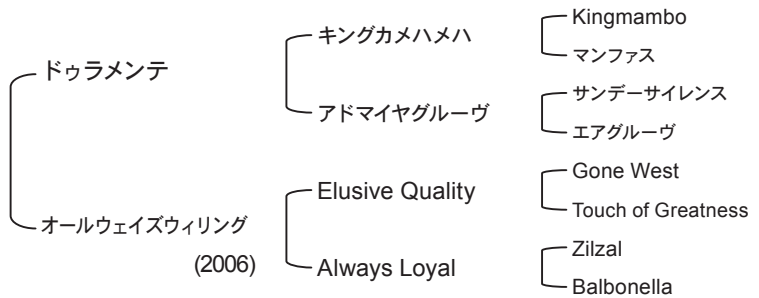 ドゥラメンテ
オールウェイズウィリング
(2006)
キングカメハメハ
アドマイヤグルーヴ
Elusive Quality
Always Loyal
Kingmambo
マンファス
サンデーサイレンス
エアグルーヴ
Gone West
Touch of Greatness
Zilzal
Balbonella